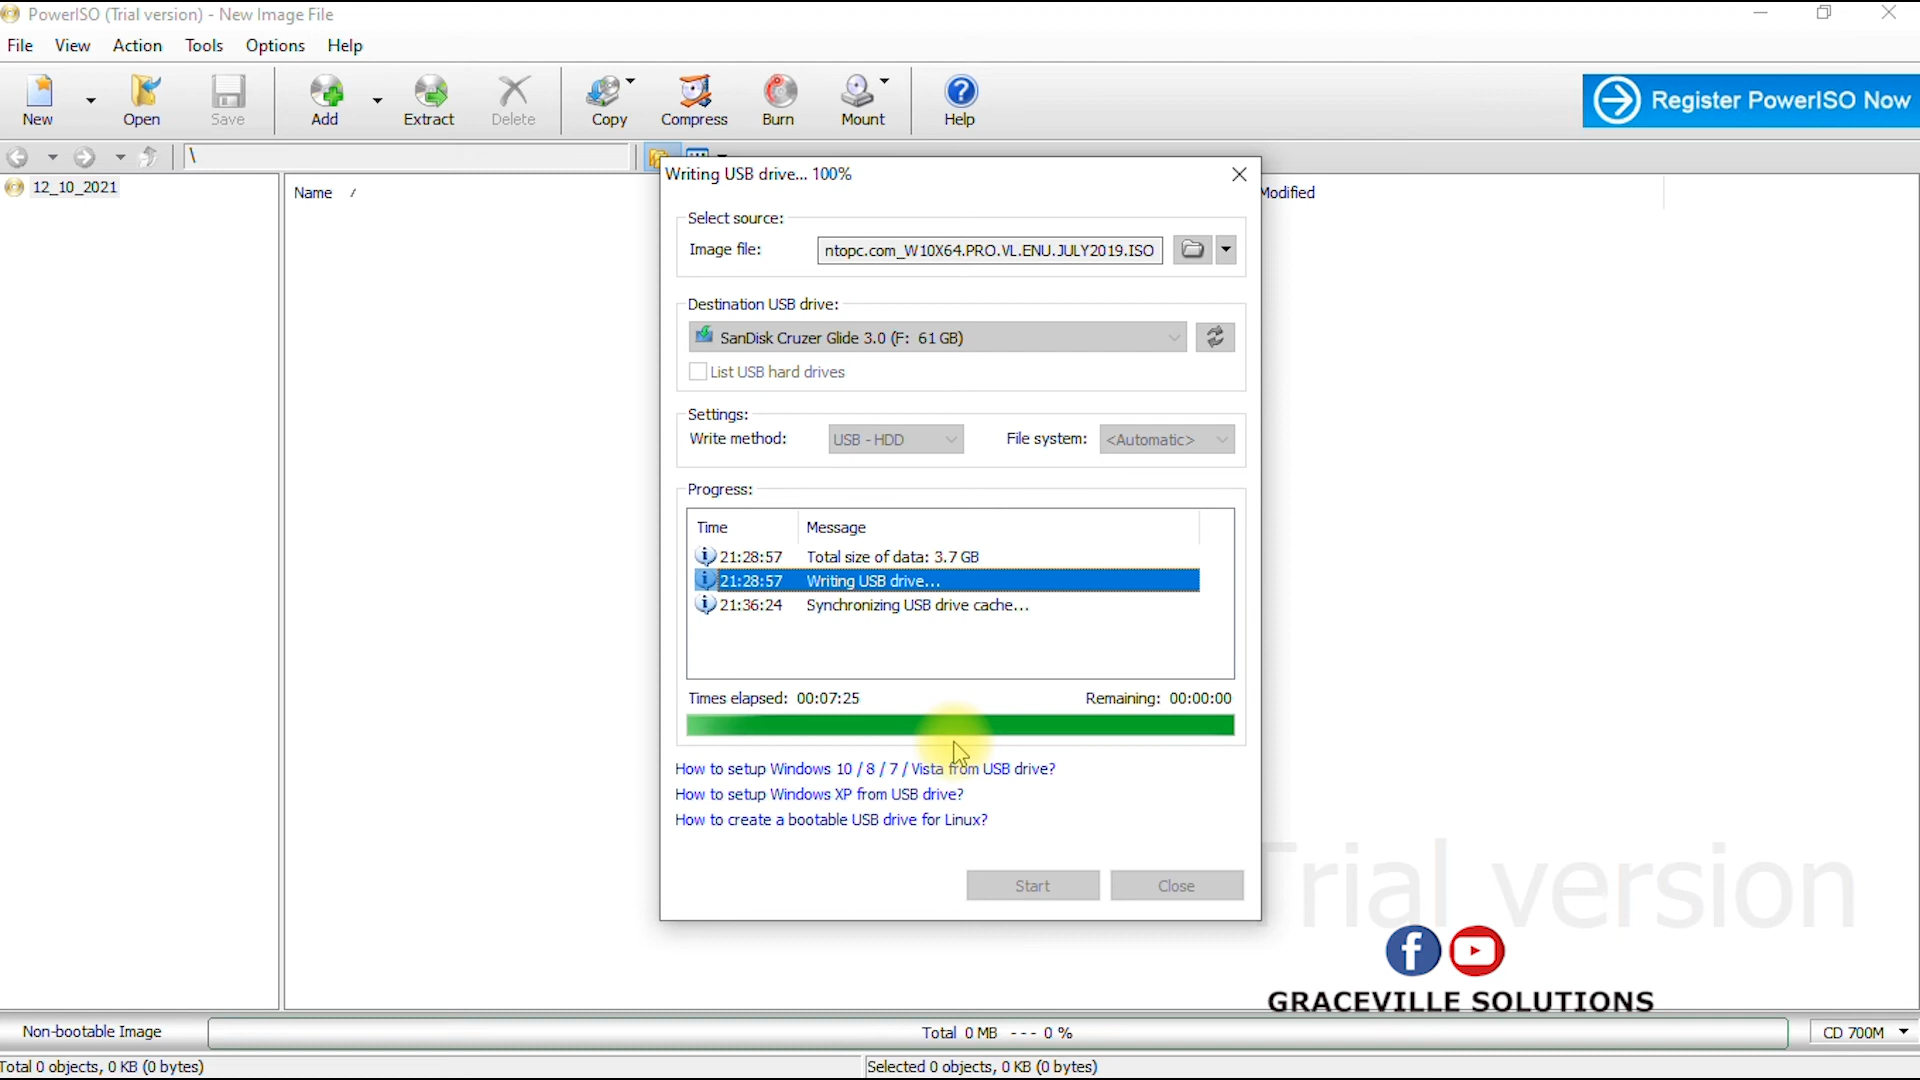 PowerISO (Trial version) - New Image File
File View Action Tools Options Help
New Open Save Add Extract Delete Copy Compress Burn Mount Help
Register PowerISO Now
\
12_10_2021
Name /
Modified
Writing USB drive... 100%
Select source:
Image file: ntopc.com_W10X64.PRO.VL.ENU.JULY2019.ISO
Destination USB drive:
SanDisk Cruzer Glide 3.0 (F: 61 GB)
List USB hard drives
Settings:
Write method: USB - HDD File system: <Automatic>
Progress:
Time Message
21:28:57 Total size of data: 3.7 GB
21:28:57 Writing USB drive...
21:36:24 Synchronizing USB drive cache...
Times elapsed: 00:07:25 Remaining: 00:00:00
How to setup Windows 10 / 8 / 7 / Vista from USB drive?
How to setup Windows XP from USB drive?
How to create a bootable USB drive for Linux?
Start Close
Trial version
GRACEVILLE SOLUTIONS
Non-bootable Image Total 0 MB --- 0 % CD 700M
Total 0 objects, 0 KB (0 bytes) Selected 0 objects, 0 KB (0 bytes)